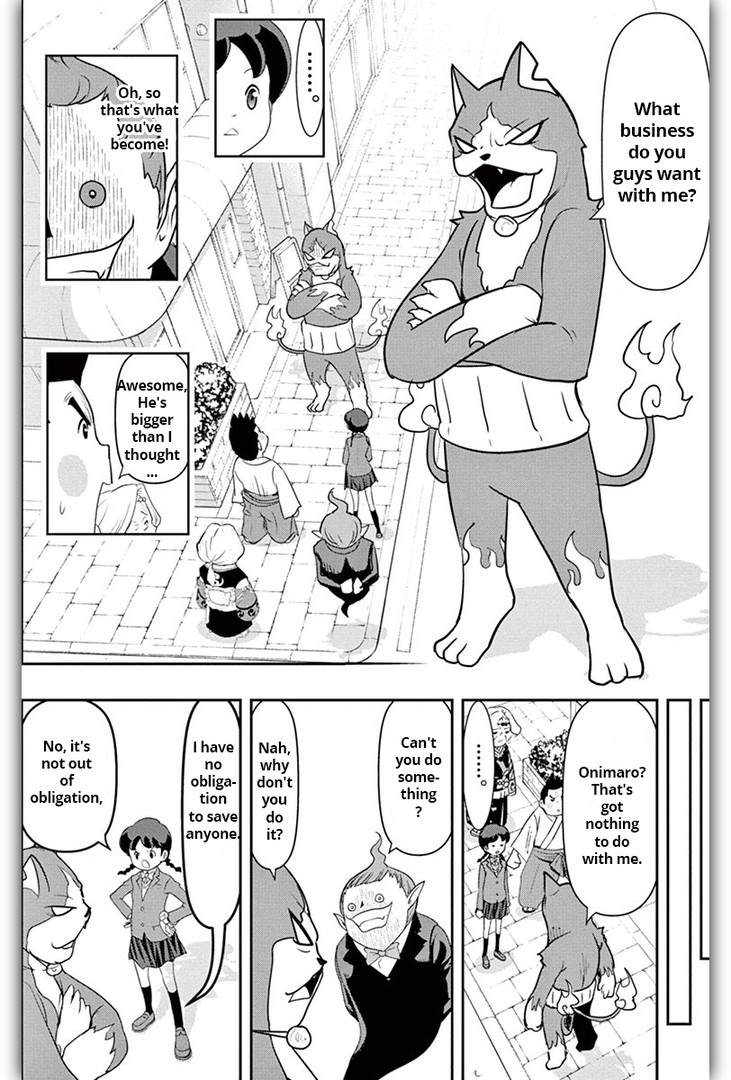 What
business
do you
guys want
with me?
......。
Oh, so
that's what
you've
become!
Awesome,
He's
bigger
than I
thought
...
Onimaro?
That's
got
nothing
to do
with me.
......。
Can't
you do
some-
thing
?
Nah,
why
don't
you
do
it?
I have
no
obliga-
tion
to save
anyone.
No, it's
not out
of
obligation,